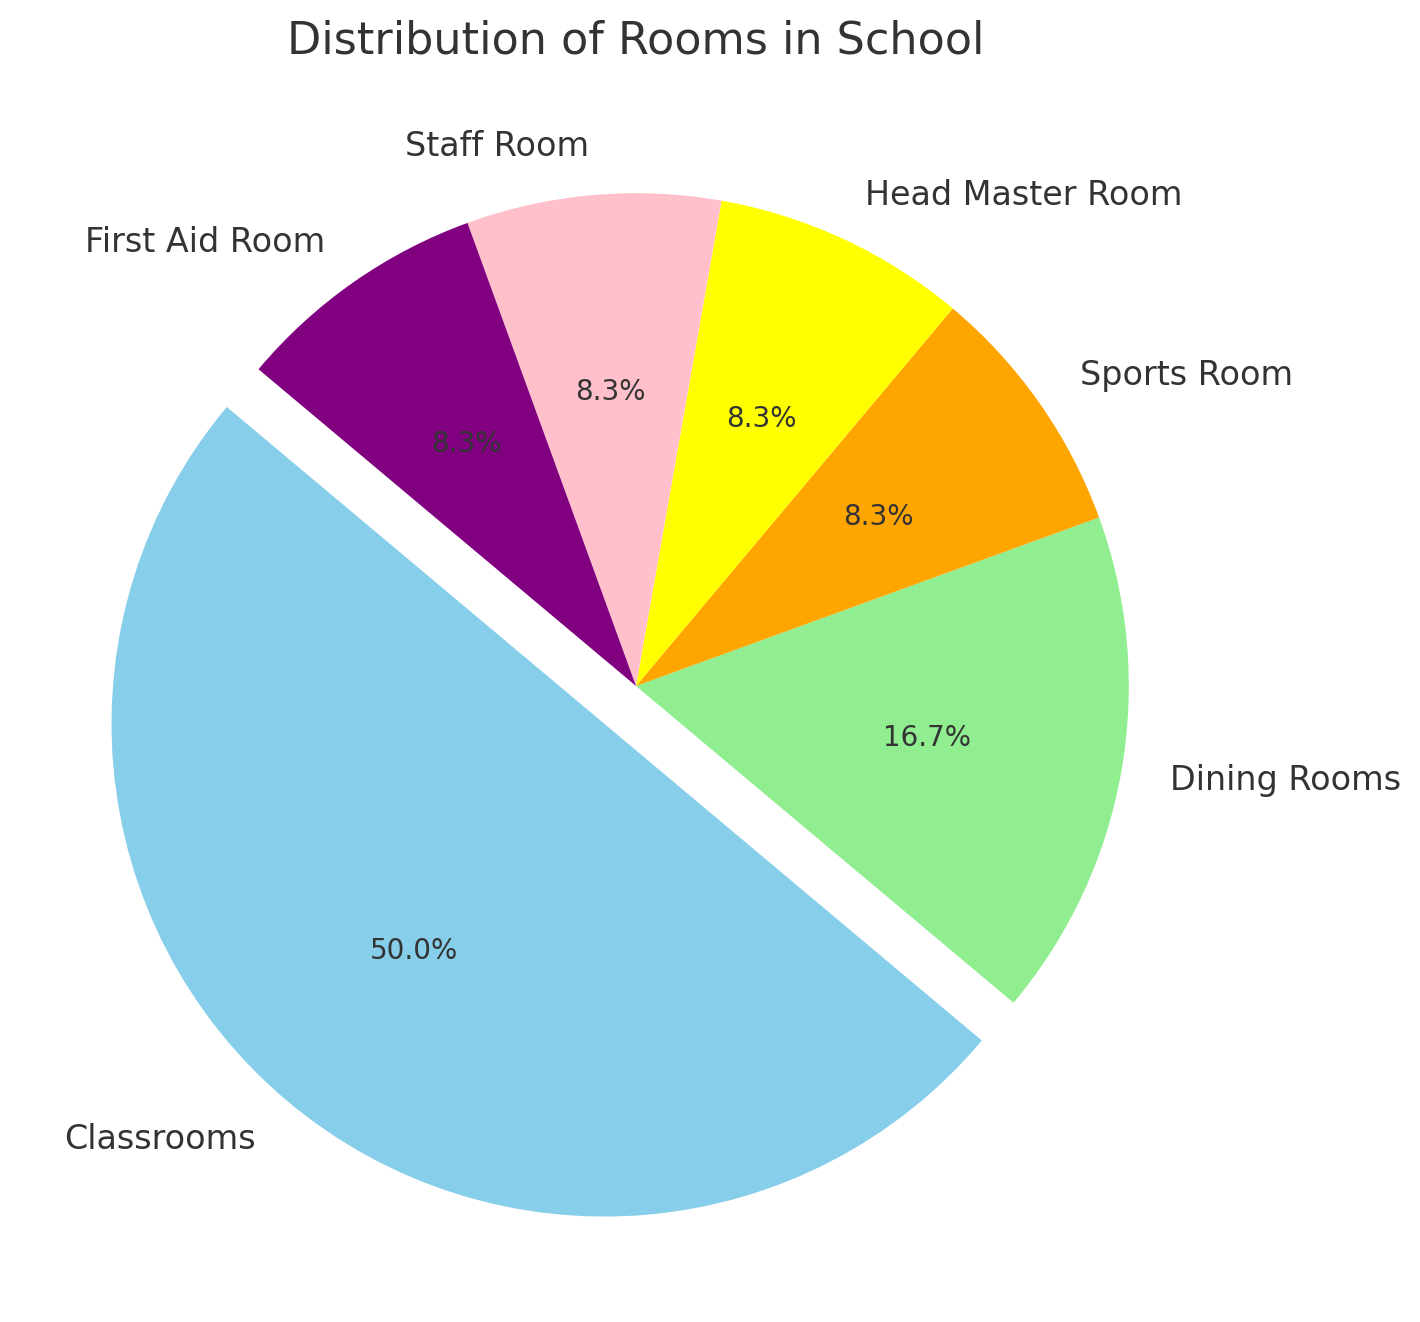 Distribution of Rooms in School
Staff Room
Head Master Room
First Aid Room
Sports Room
8.3%
8.3%
8.3%
8.3%
16.7%
Dining Rooms
50.0%
Classrooms